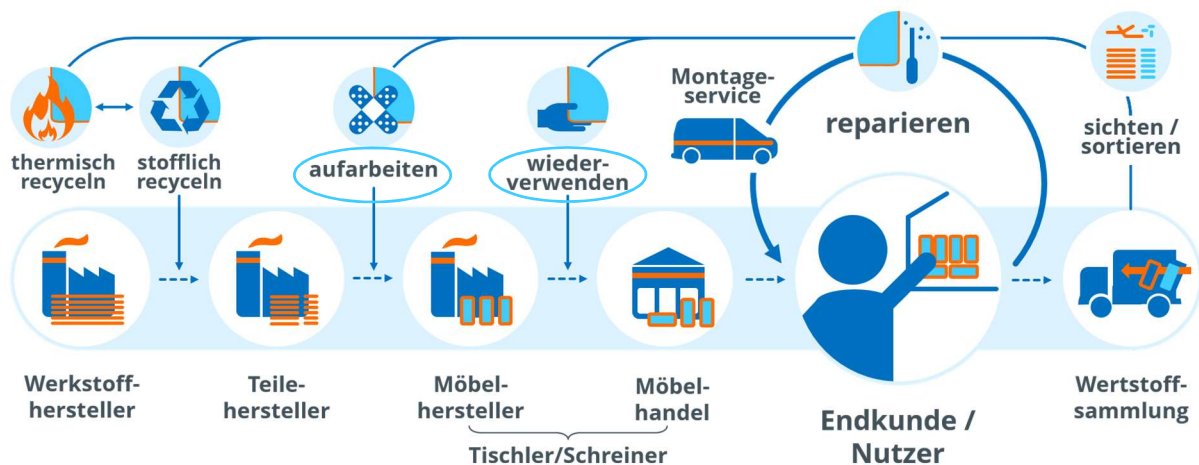 Montage-
service
reparieren
sichten /
sortieren
thermisch
recyceln
stofflich
recyceln
aufarbeiten
wieder-
verwenden
Werkstoff-
hersteller
Teile-
hersteller
Möbel-
hersteller
Möbel-
handel
Tischler/Schreiner
Endkunde /
Nutzer
Wertstoff-
sammlung